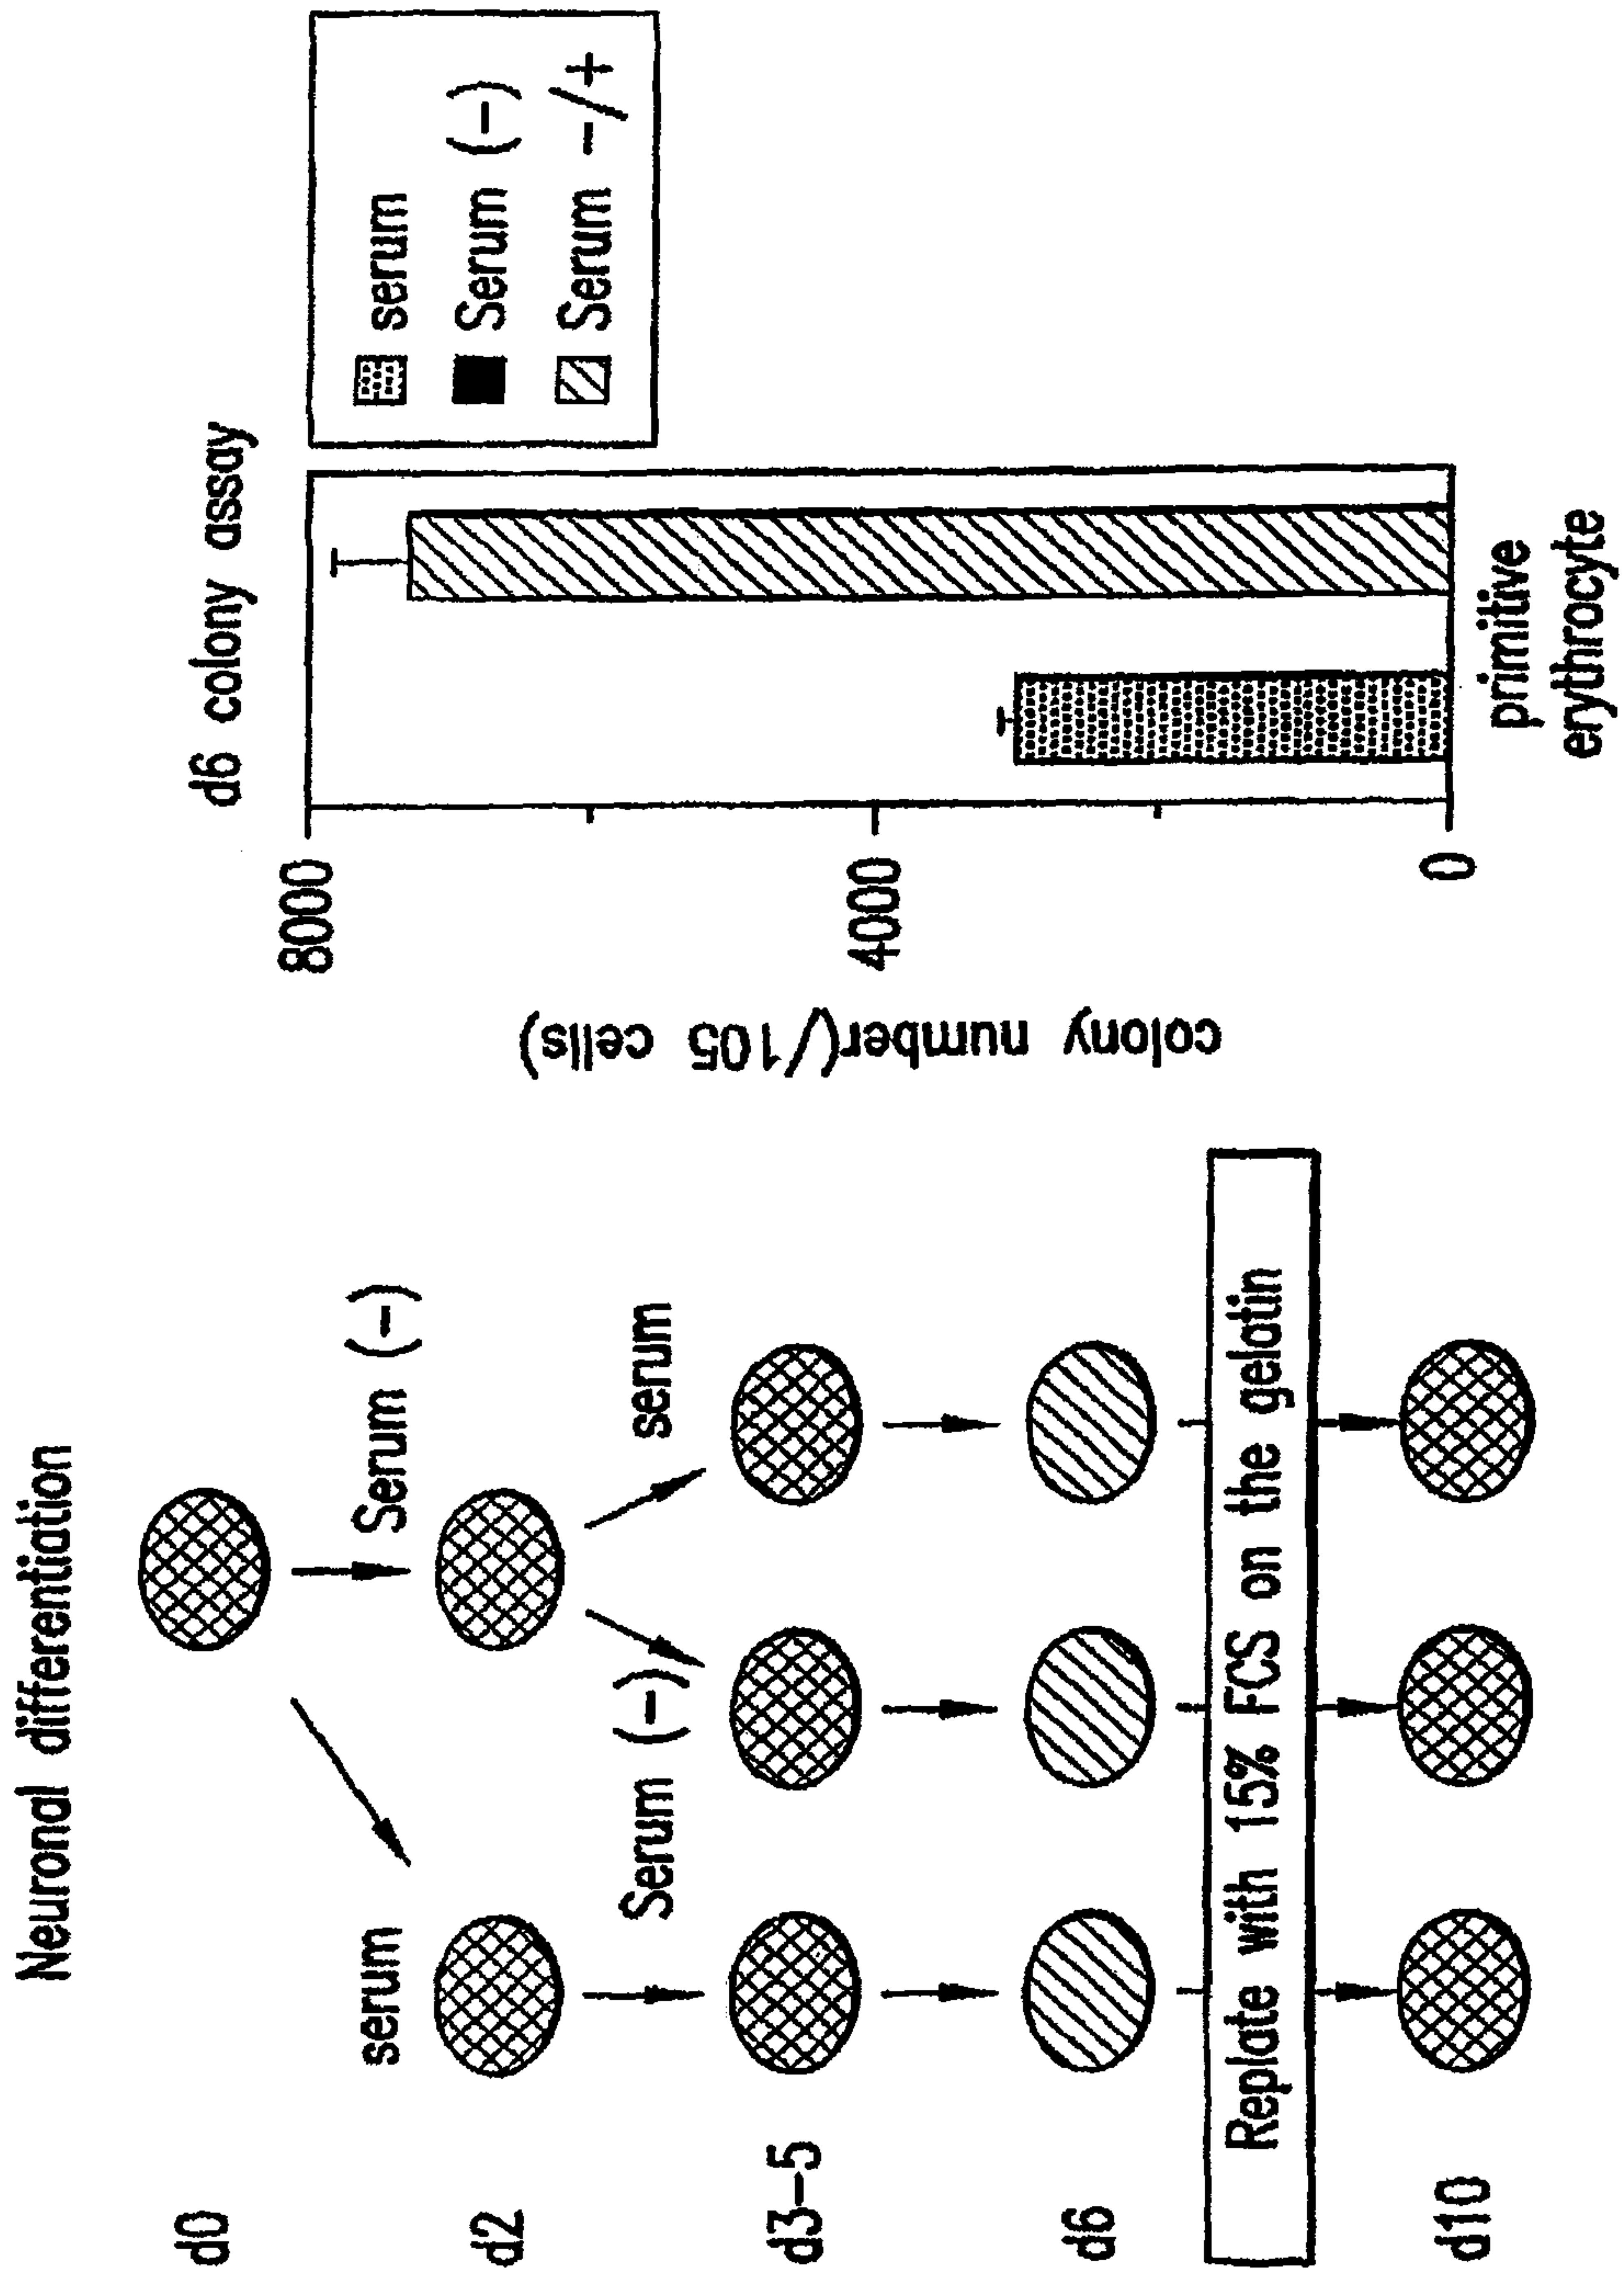 Neuronal differentiation
d0
serum
Serum (-)
d2
Serum (-)
serum
d3-5
d6
Replate with 15% FCS on the gelatin
d10
d6 colony assay
colony number(/105 cells)
8000
4000
0
primitive
erythrocyte
serum
Serum (-)
Serum -/+